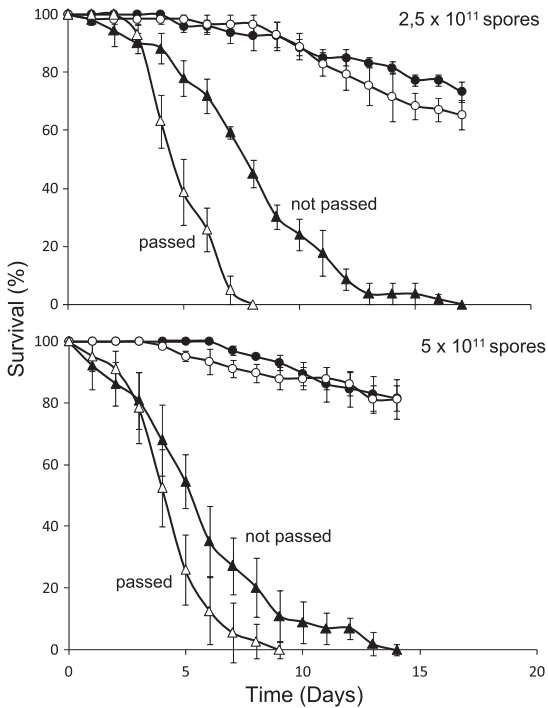 100
2,5 x 10¹¹ spores
80
60
40
not passed
passed
20
0
Survival (%)
100
5 x 10¹¹ spores
80
60
40
not passed
passed
20
0
0 5 10 15 20
Time (Days)